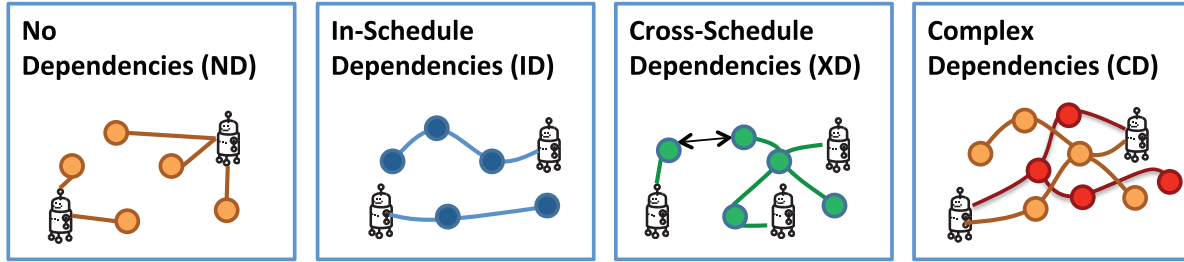 No
Dependencies (ND)
In-Schedule
Dependencies (ID)
Cross-Schedule
Dependencies (XD)
Complex
Dependencies (CD)